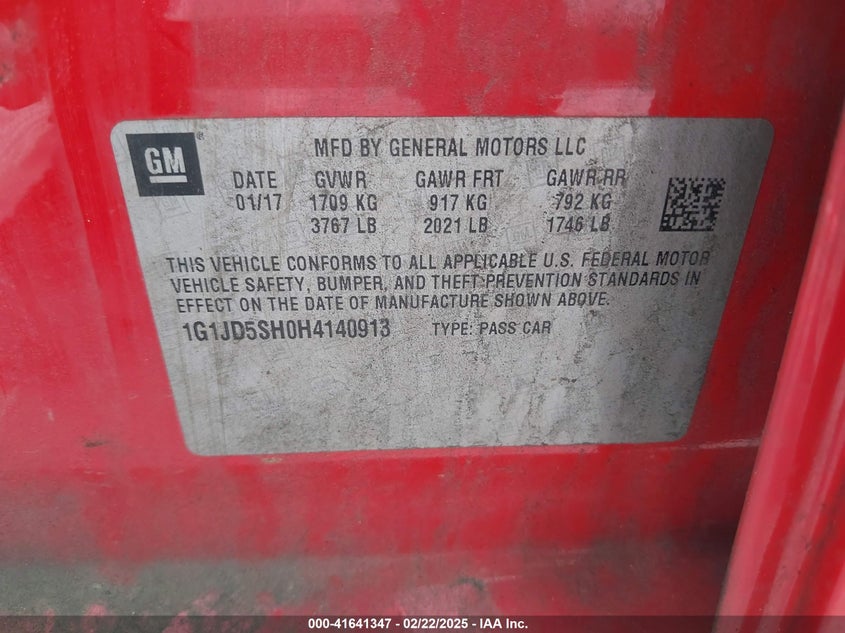 GM® MFD BY GENERAL MOTORS LLC
DATE GVWR GAWR FRT GAWR RR
01/17 1709 KG 917 KG 792 KG
3767 LB 2021 LB 1746 LB
THIS VEHICLE CONFORMS TO ALL APPLICABLE U.S. FEDERAL MOTOR
VEHICLE SAFETY, BUMPER, AND THEFT PREVENTION STANDARDS IN
EFFECT ON THE DATE OF MANUFACTURE SHOWN ABOVE.
1G1JD5SH0H4140913 TYPE: PASS CAR
000-41641347 - 02/22/2025 - IAA Inc.